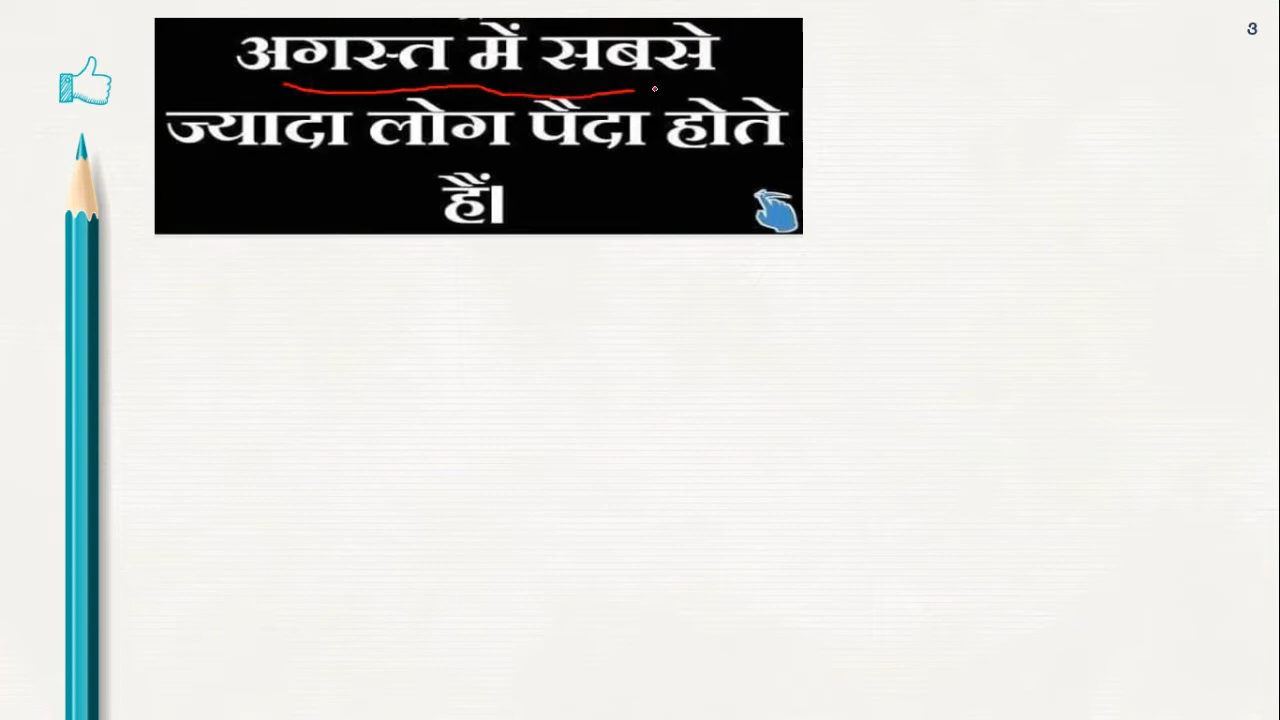 3
अगस्त में सबसे
ज्यादा लोग पैदा होते
हैं।